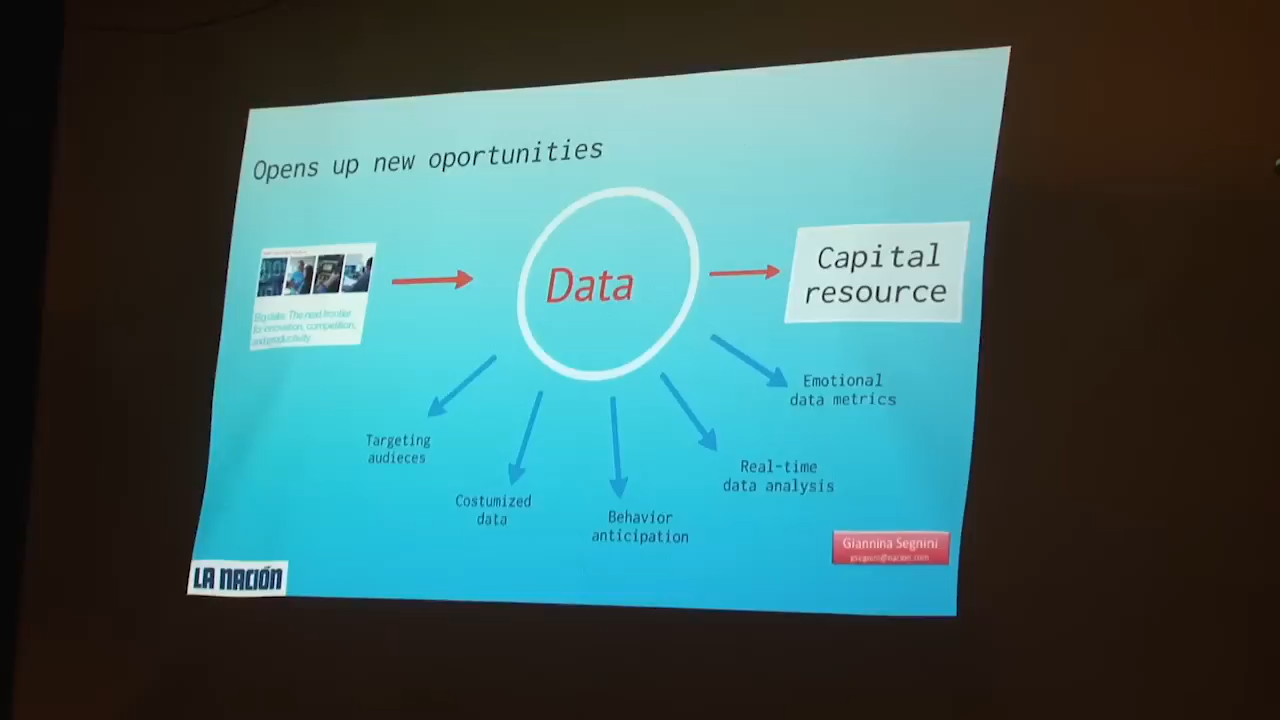 Opens up new oportunities
Big data: The next frontier
for innovation, competition,
and productivity
Data
Capital
resource
Emotional
data metrics
Targeting
audieces
Real-time
data analysis
Costumized
data
Behavior
anticipation
Giannina Segnini
LA NACIÓN